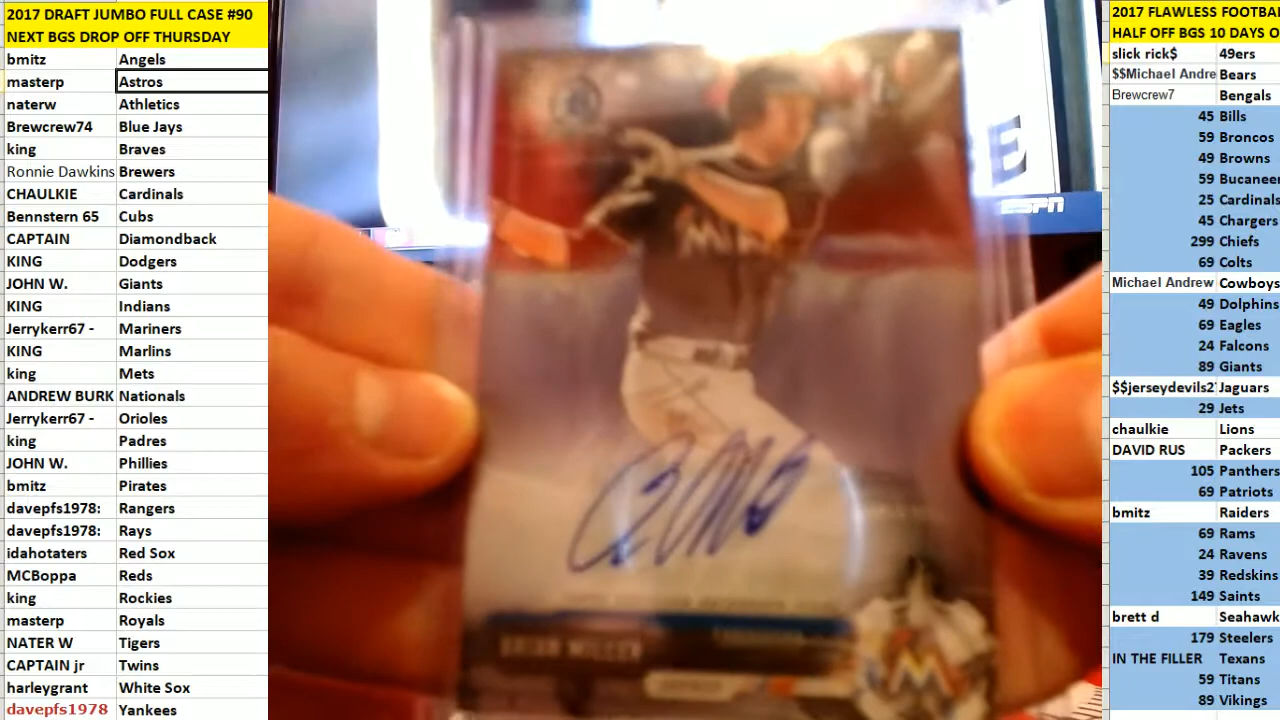 2017 DRAFT JUMBO FULL CASE #90
NEXT BGS DROP OFF THURSDAY
bmitz Angels
masterp Astros
naterw Athletics
Brewcrew74 Blue Jays
king Braves
Ronnie Dawkins Brewers
CHAULKIE Cardinals
Bennstern 65 Cubs
CAPTAIN Diamondback
KING Dodgers
JOHN W. Giants
KING Indians
Jerrykerr67 - Mariners
KING Marlins
king Mets
ANDREW BURK Nationals
Jerrykerr67 - Orioles
king Padres
JOHN W. Phillies
bmitz Pirates
davepfs1978: Rangers
davepfs1978: Rays
idahotaters Red Sox
MCBoppa Reds
king Rockies
masterp Royals
NATER W Tigers
CAPTAIN jr Twins
harleygrant White Sox
davepfs1978 Yankees
ESPN
BRIAN MILLER
M
2017 FLAWLESS FOOTBA
HALF OFF BGS 10 DAYS O
slick rick$ 49ers
$$Michael Andre Bears
Brewcrew7 Bengals
45 Bills
59 Broncos
49 Browns
59 Bucaneer
25 Cardinals
45 Chargers
299 Chiefs
69 Colts
Michael Andrew Cowboys
49 Dolphins
69 Eagles
24 Falcons
89 Giants
$$jerseydevils2 Jaguars
29 Jets
chaulkie Lions
DAVID RUS Packers
105 Panthers
69 Patriots
bmitz Raiders
69 Rams
24 Ravens
39 Redskins
149 Saints
brett d Seahawk
179 Steelers
IN THE FILLER Texans
59 Titans
89 Vikings